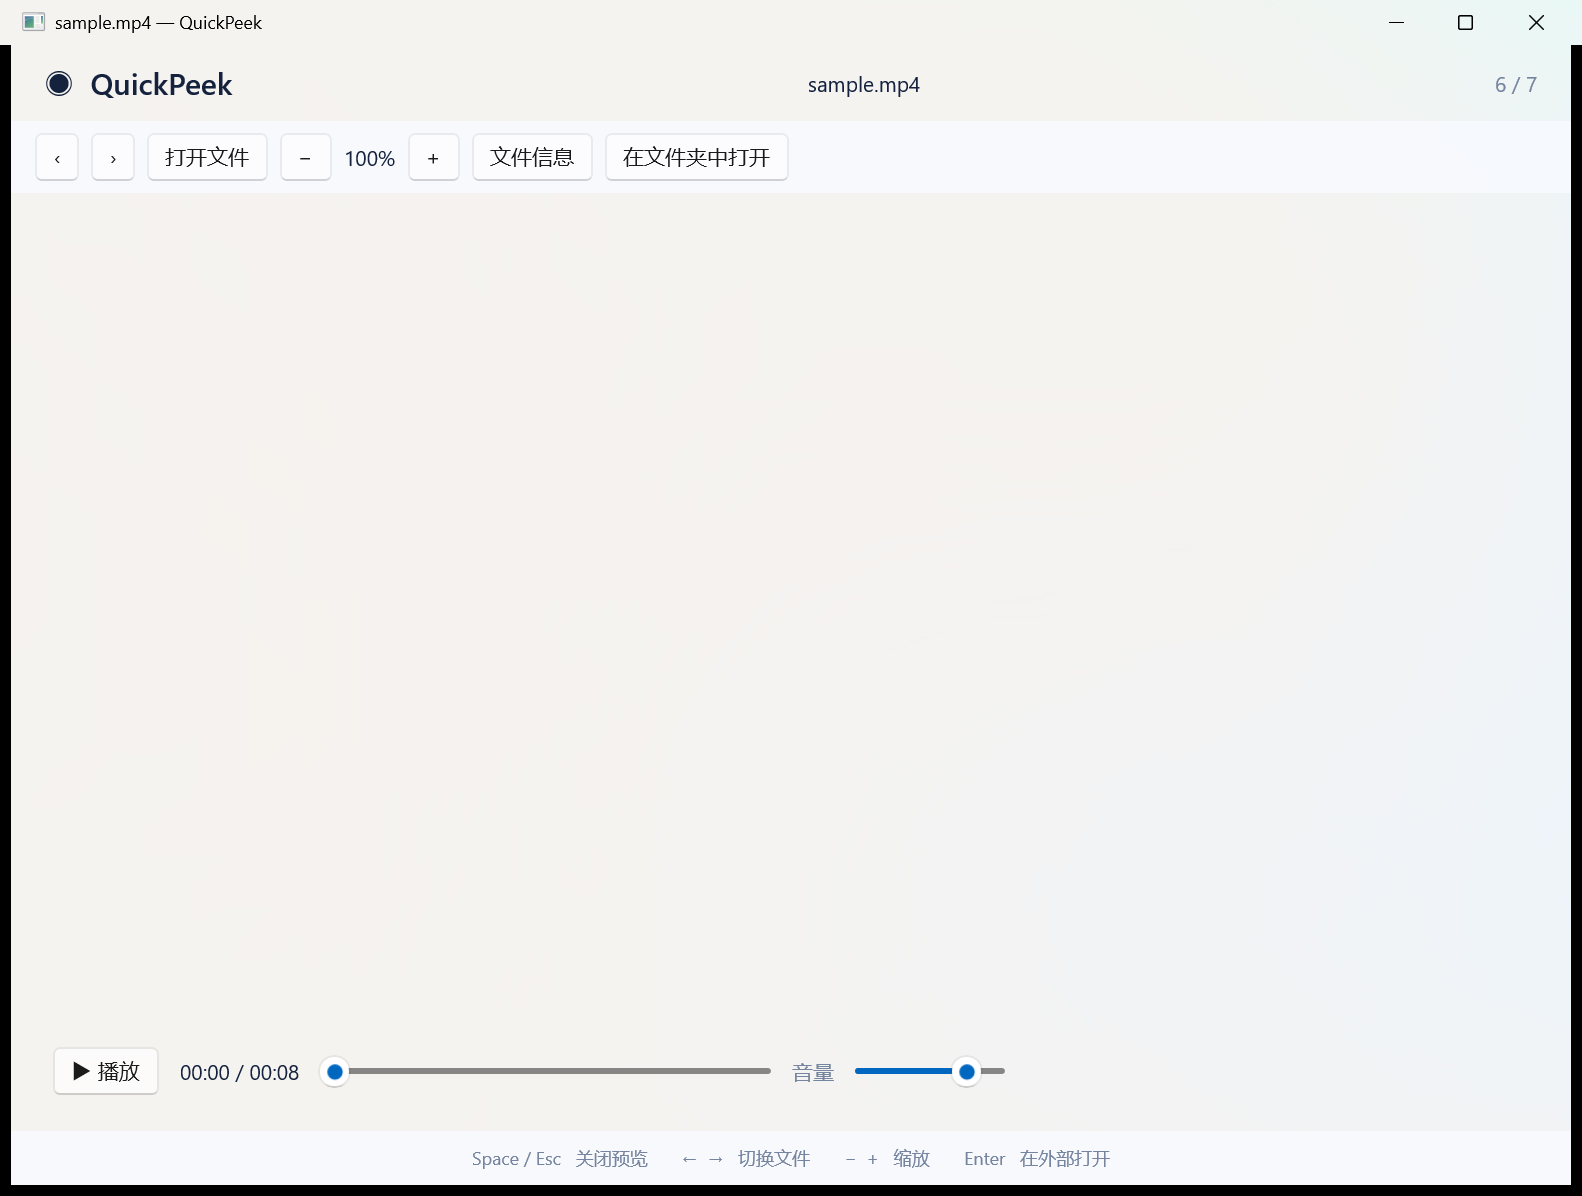 sample.mp4 — QuickPeek
QuickPeek
sample.mp4
6 / 7
‹ › 打开文件 − 100% + 文件信息 在文件夹中打开
▶ 播放 00:00 / 00:08 音量
Space / Esc 关闭预览 ← → 切换文件 − + 缩放 Enter 在外部打开